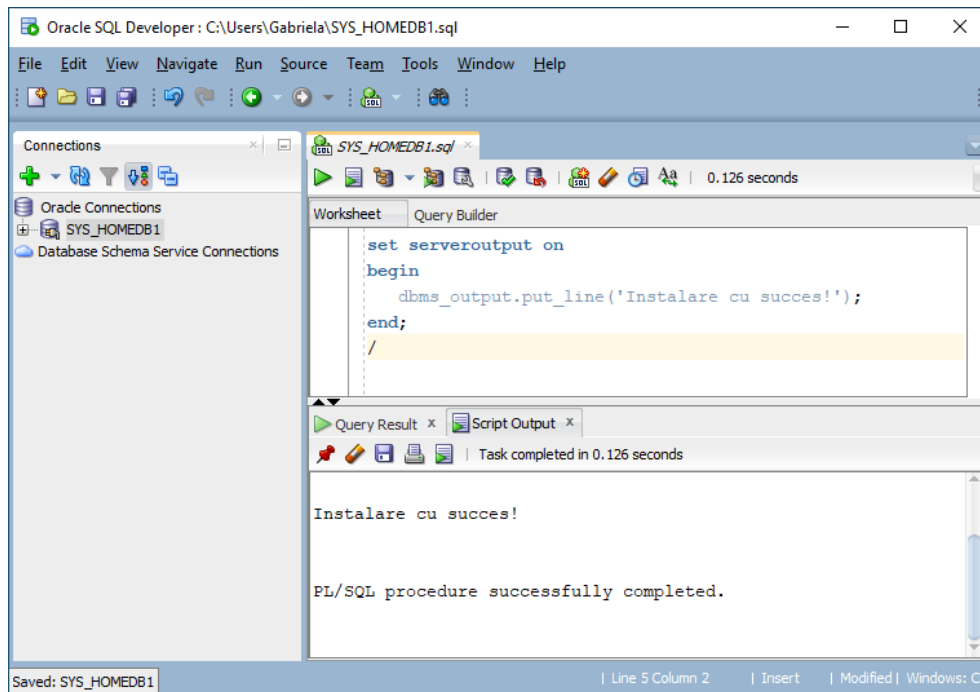 Oracle SQL Developer : C:\Users\Gabriela\SYS_HOMEDB1.sql
File Edit View Navigate Run Source Team Tools Window Help
Connections
Oracle Connections
SYS_HOMEDB1
Database Schema Service Connections
SYS_HOMEDB1.sql
0.126 seconds
Worksheet Query Builder
set serveroutput on
begin
dbms_output.put_line('Instalare cu succes!');
end;
/
Query Result x Script Output x
Task completed in 0.126 seconds
Instalare cu succes!
PL/SQL procedure successfully completed.
Saved: SYS_HOMEDB1
| Line 5 Column 2 | Insert | Modified | Windows: